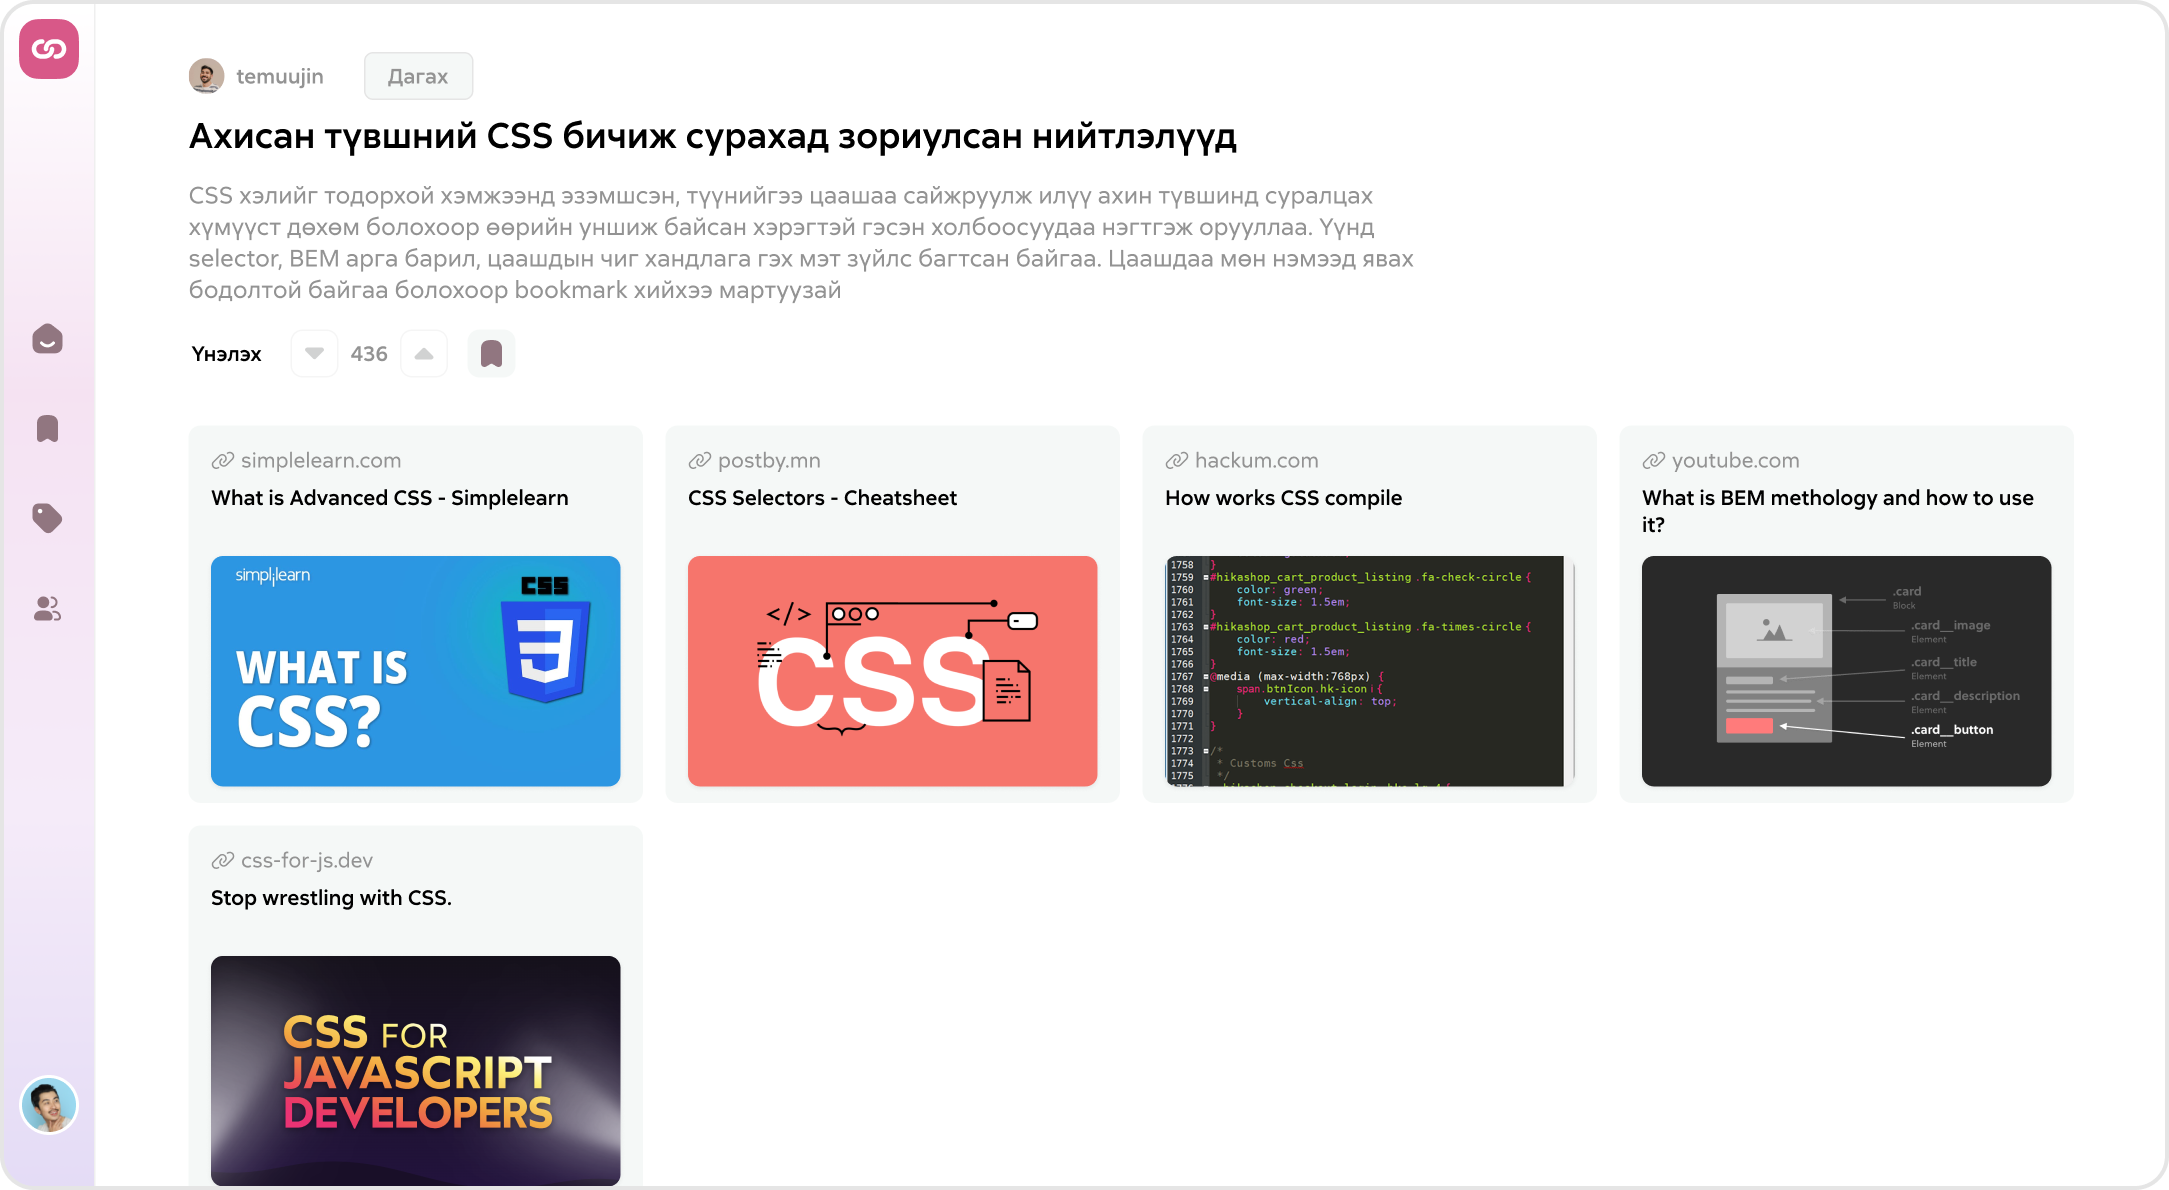 temuujin
Дагах
Ахисан түвшний CSS бичиж сурахад зориулсан нийтлэлүүд
CSS хэлийг тодорхой хэмжээнд эзэмшсэн, түүнийгээ цаашаа сайжруулж илүү ахин түвшинд суралцах
хүмүүст дөхөм болохоор өөрийн уншиж байсан хэрэгтэй гэсэн холбоосуудаа нэгтгэж орууллаа. Үүнд
selector, BEM арга барил, цаашдын чиг хандлага гэх мэт зүйлс багтсан байгаа. Цаашдаа мөн нэмээд явах
бодолтой байгаа болохоор bookmark хийхээ мартуузай
Үнэлэх
436
simplelearn.com
What is Advanced CSS - Simplelearn
simplilearn
CSS
WHAT IS
CSS?
postby.mn
CSS Selectors - Cheatsheet
</>
CSS
hackum.com
How works CSS compile
1758 }
1759 #hikashop_cart_product_listing .fa-check-circle {
1760 color: green;
1761 font-size: 1.5em;
1762 }
1763 #hikashop_cart_product_listing .fa-times-circle {
1764 color: red;
1765 font-size: 1.5em;
1766 }
1767 @media (max-width:768px) {
1768 span.btnIcon.hk-icon {
1769 vertical-align: top;
1770 }
1771 }
1772
1773 /*
1774 * Customs Css
1775 */
youtube.com
What is BEM methology and how to use
it?
.card
Block
.card__image
Element
.card__title
Element
.card__description
Element
.card__button
Element
css-for-js.dev
Stop wrestling with CSS.
CSS FOR
JAVASCRIPT
DEVELOPERS